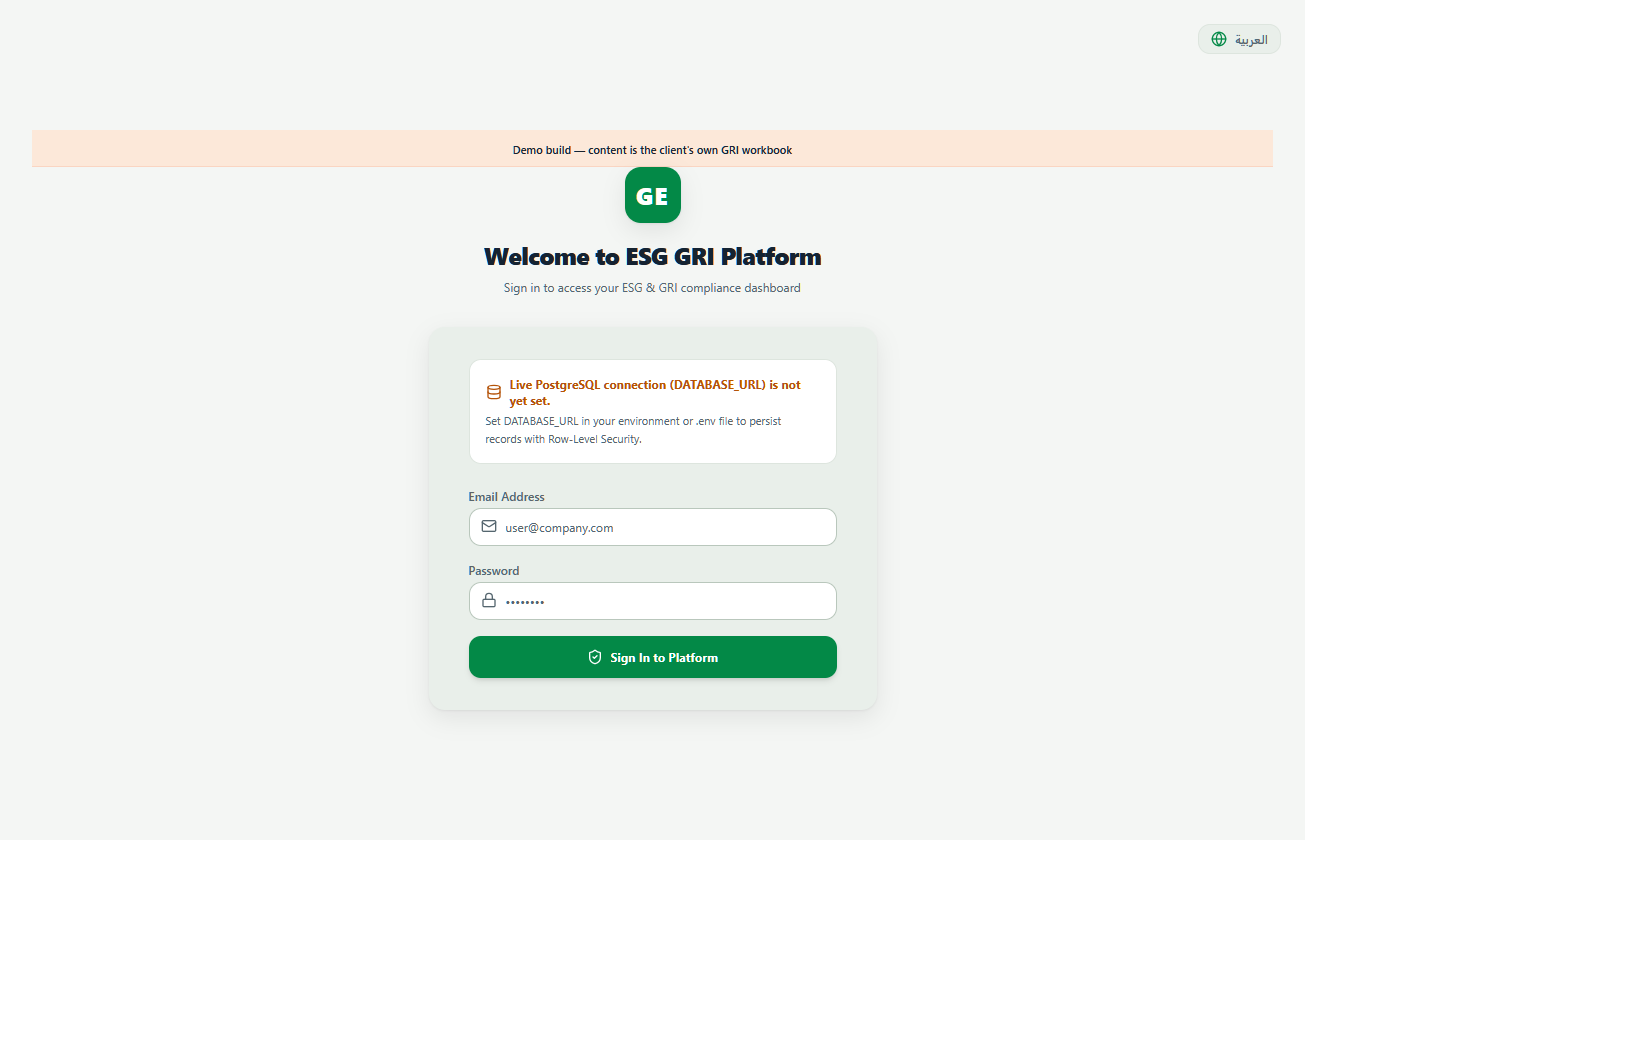 العربية
Demo build — content is the client's own GRI workbook
GE
Welcome to ESG GRI Platform
Sign in to access your ESG & GRI compliance dashboard
Live PostgreSQL connection (DATABASE_URL) is not
yet set.
Set DATABASE_URL in your environment or .env file to persist
records with Row-Level Security.
Email Address
user@company.com
Password
••••••••
Sign In to Platform